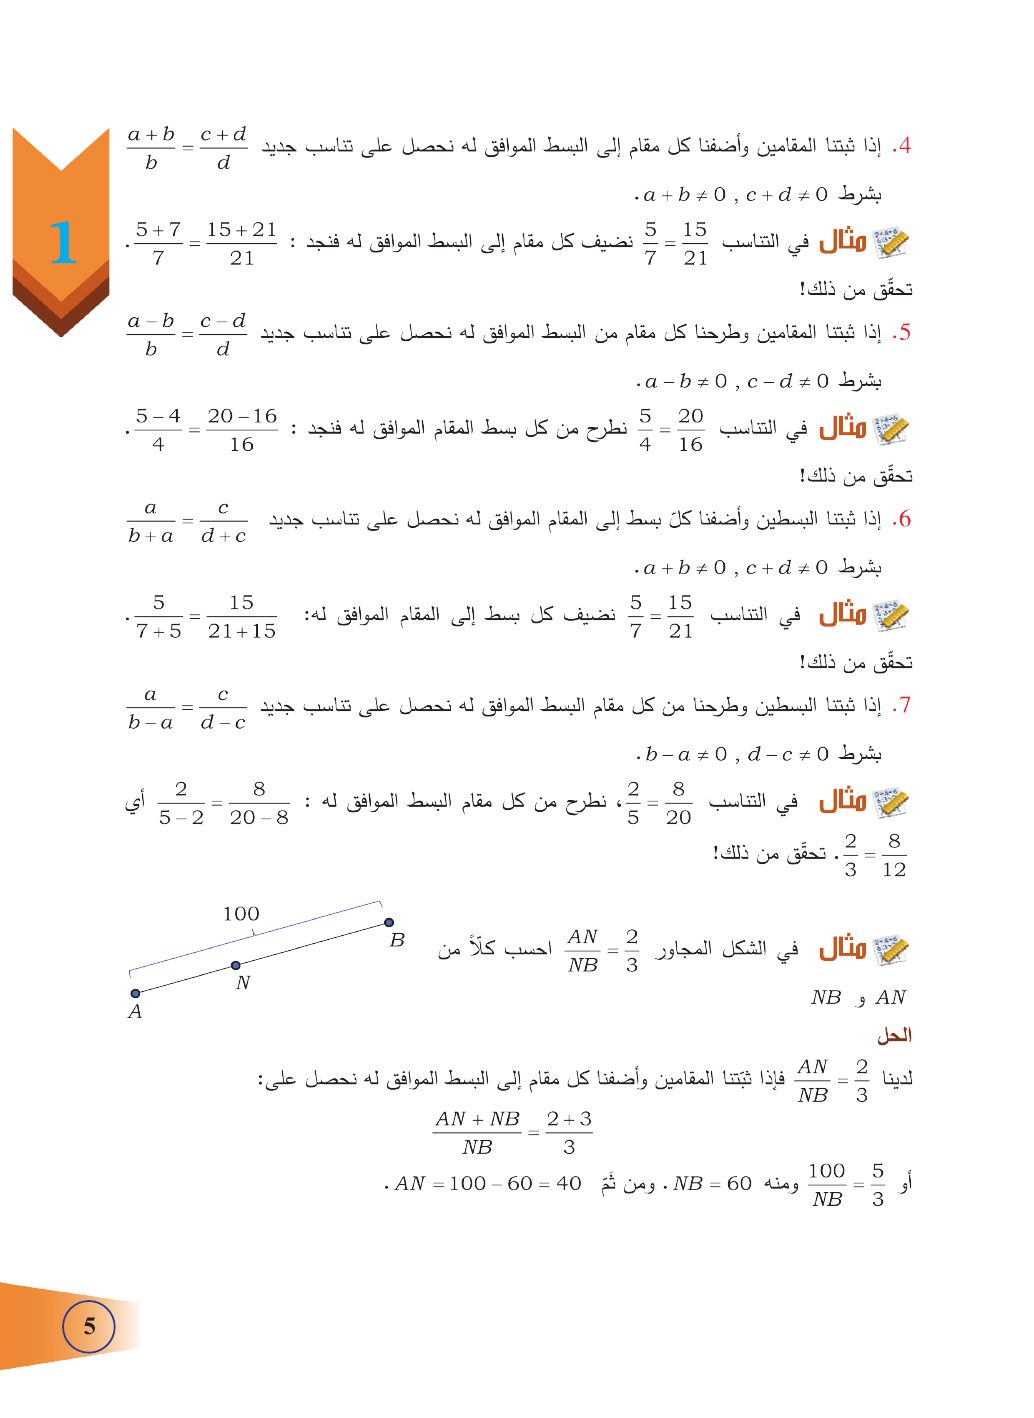 1
4. إذا ثبتنا المقامين وأضفنا كل مقام إلى البسط الموافق له نحصل على تناسب جديد (a + b)/b = (c + d)/d
بشرط a + b ≠ 0 , c + d ≠ 0.
مثال في التناسب 5/7 = 15/21 نضيف كل مقام إلى البسط الموافق له فنجد : (5 + 7)/7 = (15 + 21)/21.
تحقّق من ذلك!
5. إذا ثبتنا المقامين وطرحنا كل مقام من البسط الموافق له نحصل على تناسب جديد (a − b)/b = (c − d)/d
بشرط a − b ≠ 0 , c − d ≠ 0.
مثال في التناسب 5/4 = 20/16 نطرح من كل بسط المقام الموافق له فنجد : (5 − 4)/4 = (20 − 16)/16.
تحقّق من ذلك!
6. إذا ثبتنا البسطين وأضفنا كلّ بسط إلى المقام الموافق له نحصل على تناسب جديد a/(b + a) = c/(d + c)
بشرط a + b ≠ 0 , c + d ≠ 0.
مثال في التناسب 5/7 = 15/21 نضيف كل بسط إلى المقام الموافق له: 5/(7 + 5) = 15/(21 + 15).
تحقّق من ذلك!
7. إذا ثبتنا البسطين وطرحنا من كل مقام البسط الموافق له نحصل على تناسب جديد a/(b − a) = c/(d − c)
بشرط b − a ≠ 0 , d − c ≠ 0.
مثال في التناسب 2/5 = 8/20، نطرح من كل مقام البسط الموافق له : 2/(5 − 2) = 8/(20 − 8) أي
2/3 = 8/12. تحقّق من ذلك!
مثال في الشكل المجاور AN/NB = 2/3 احسب كلّاً من
AN و NB
100
B
N
A
الحل
لدينا AN/NB = 2/3 فإذا ثبّتنا المقامين وأضفنا كل مقام إلى البسط الموافق له نحصل على:
(AN + NB)/NB = (2 + 3)/3
أو 100/NB = 5/3 ومنه NB = 60. ومن ثَمّ AN = 100 − 60 = 40.
5